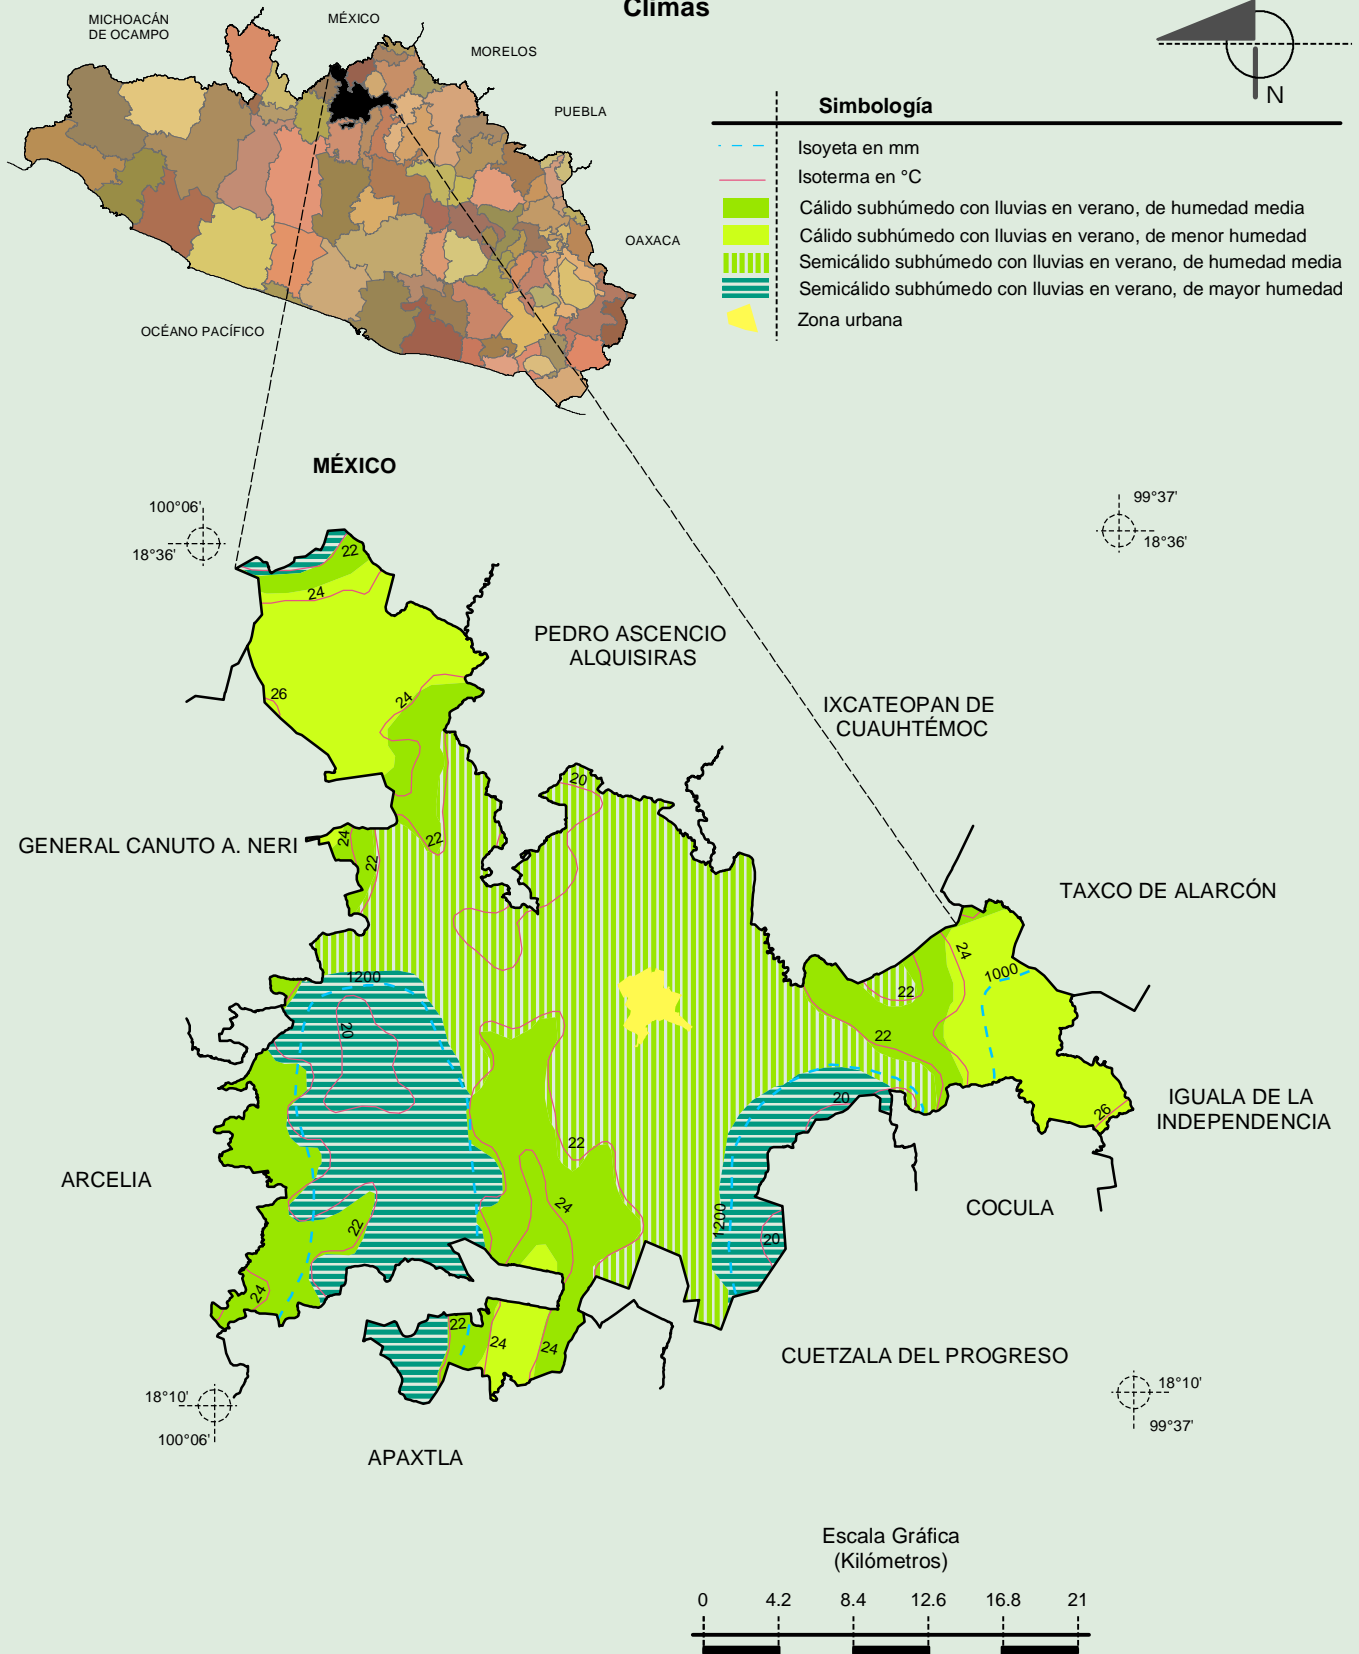 Climas
MICHOACÁN
DE OCAMPO
MÉXICO
MORELOS
PUEBLA
OAXACA
OCÉANO PACÍFICO
N
Simbología
Isoyeta en mm
Isoterma en °C
Cálido subhúmedo con lluvias en verano, de humedad media
Cálido subhúmedo con lluvias en verano, de menor humedad
Semicálido subhúmedo con lluvias en verano, de humedad media
Semicálido subhúmedo con lluvias en verano, de mayor humedad
Zona urbana
MÉXICO
100°06'
18°36'
99°37'
18°36'
22
24
PEDRO ASCENCIO
ALQUISIRAS
26
24
IXCATEOPAN DE
CUAUHTÉMOC
20
GENERAL CANUTO A. NERI
24
22
22
TAXCO DE ALARCÓN
24
1000
1200
22
20
22
20
26
IGUALA DE LA
INDEPENDENCIA
22
ARCELIA
24
22
1200
20
COCULA
24
22
24
24
CUETZALA DEL PROGRESO
18°10'
100°06'
18°10'
99°37'
APAXTLA
Escala Gráfica
(Kilómetros)
0 4.2 8.4 12.6 16.8 21